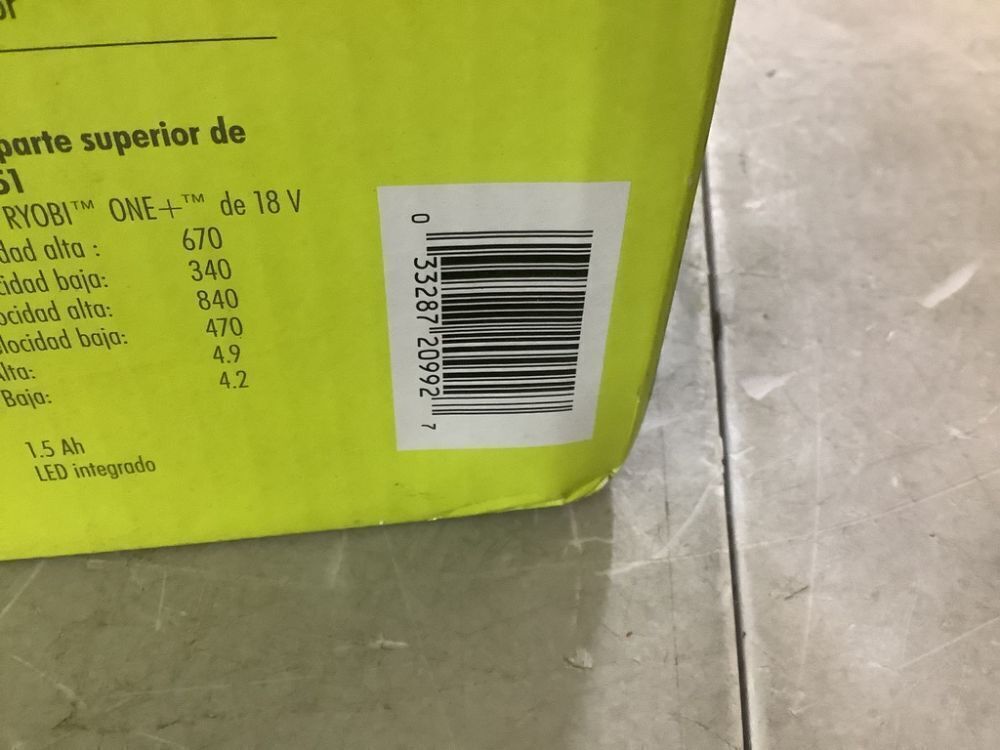 parte superior de
51
RYOBI™ ONE+™ de 18 V
dad alta : 670
cidad baja: 340
ocidad alta: 840
locidad baja: 470
Alta: 4.9
Baja: 4.2
1.5 Ah
LED integrado
0 33287 20992 7